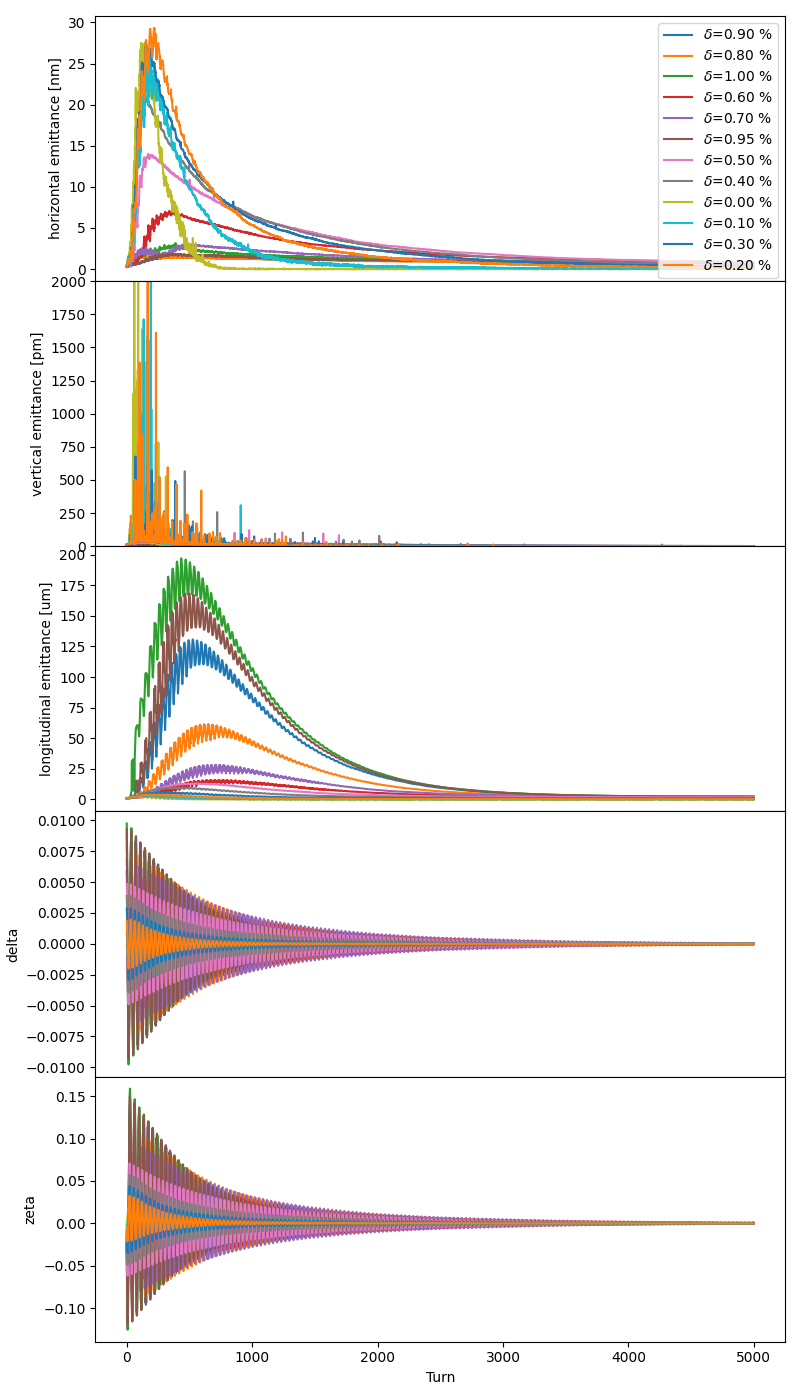 horizontal emittance [nm]
30
25
20
15
10
5
0
δ=0.90 %
δ=0.80 %
δ=1.00 %
δ=0.60 %
δ=0.70 %
δ=0.95 %
δ=0.50 %
δ=0.40 %
δ=0.00 %
δ=0.10 %
δ=0.30 %
δ=0.20 %
vertical emittance [pm]
2000
1750
1500
1250
1000
750
500
250
0
longitudinal emittance [um]
200
175
150
125
100
75
50
25
0
delta
0.0100
0.0075
0.0050
0.0025
0.0000
−0.0025
−0.0050
−0.0075
−0.0100
zeta
0.15
0.10
0.05
0.00
−0.05
−0.10
0 1000 2000 3000 4000 5000
Turn